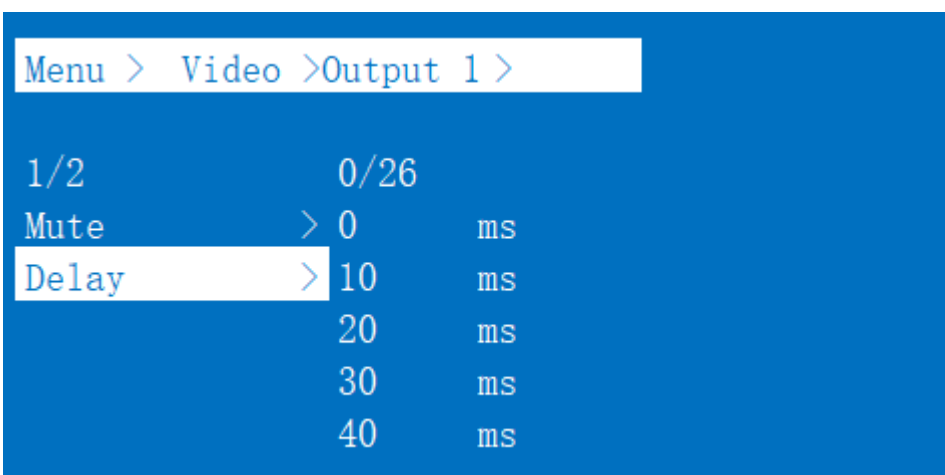 Menu > Video >Output 1 >
1/2 0/26
Mute > 0 ms
Delay > 10 ms
20 ms
30 ms
40 ms